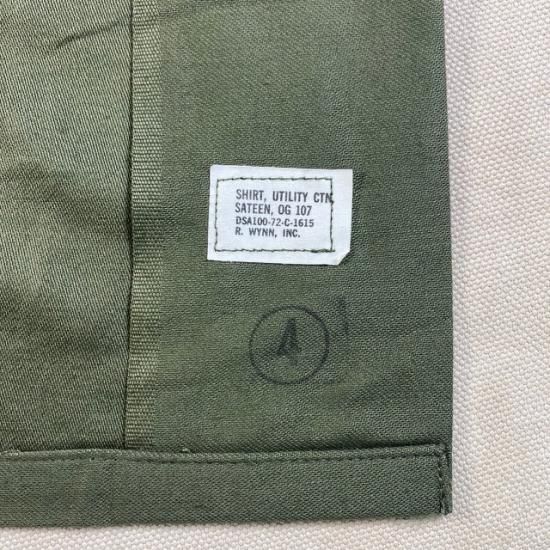 SHIRT, UTILITY CTN,
SATEEN, OG 107
DSA100-72-C-1615
R. WYNN, INC.